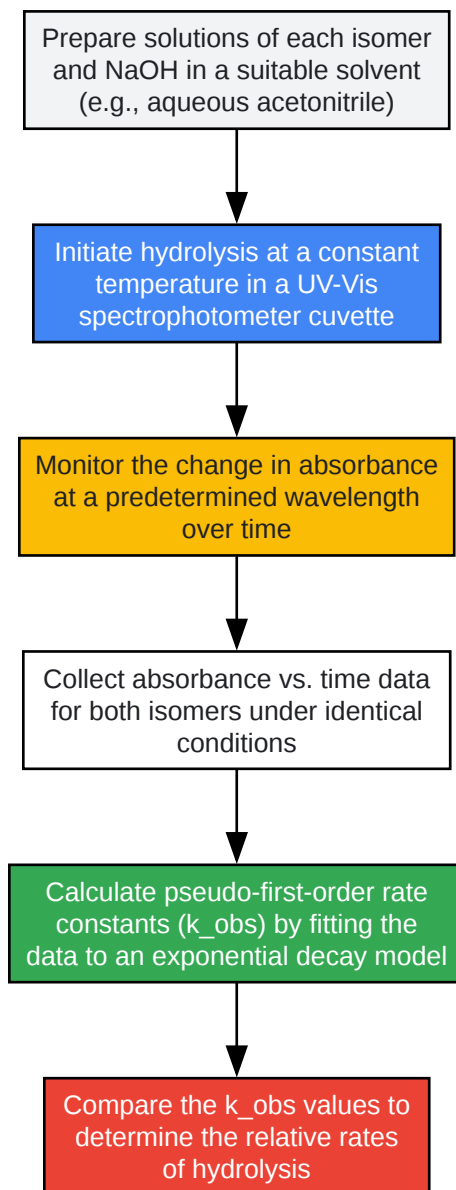 Prepare solutions of each isomer
and NaOH in a suitable solvent
(e.g., aqueous acetonitrile)
Initiate hydrolysis at a constant
temperature in a UV-Vis
spectrophotometer cuvette
Monitor the change in absorbance
at a predetermined wavelength
over time
Collect absorbance vs. time data
for both isomers under identical
conditions
Calculate pseudo-first-order rate
constants (k_obs) by fitting the
data to an exponential decay model
Compare the k_obs values to
determine the relative rates
of hydrolysis